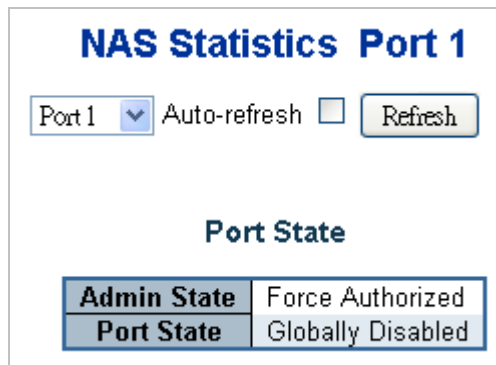 NAS Statistics Port 1
Port 1 Auto-refresh Refresh
Port State
Admin State Force Authorized
Port State Globally Disabled